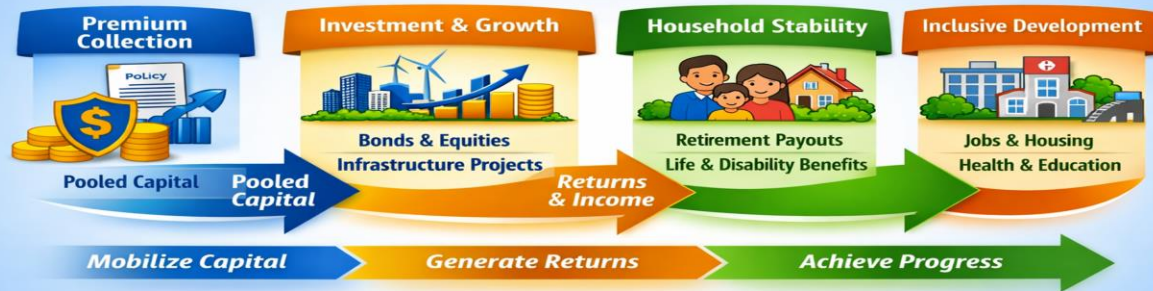 Premium
Collection
Policy
$
Pooled Capital
Pooled
Capital
Investment & Growth
Bonds & Equities
Infrastructure Projects
Returns
& Income
Household Stability
Retirement Payouts
Life & Disability Benefits
Inclusive Development
Jobs & Housing
Health & Education
Mobilize Capital
Generate Returns
Achieve Progress